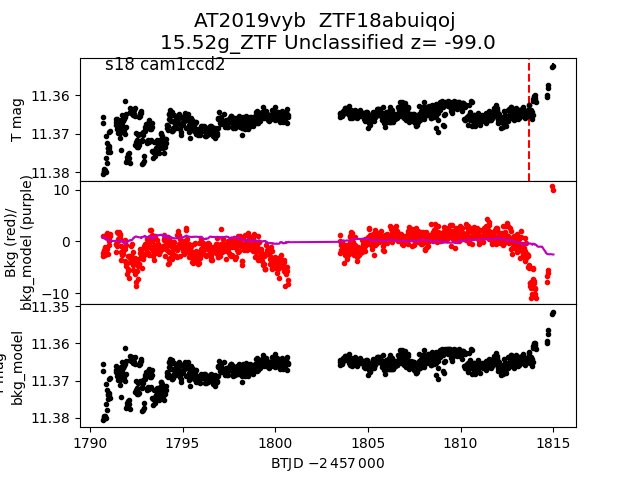 AT2019vyb ZTF18abuiqoj
15.52g_ZTF Unclassified z= -99.0
s18 cam1ccd2
T mag
11.36
11.37
11.38
Bkg (red)/
bkg_model (purple)
10
0
−10
bkg_model
11.35
11.36
11.37
11.38
1790
1795
1800
1805
1810
1815
BTJD −2 457 000